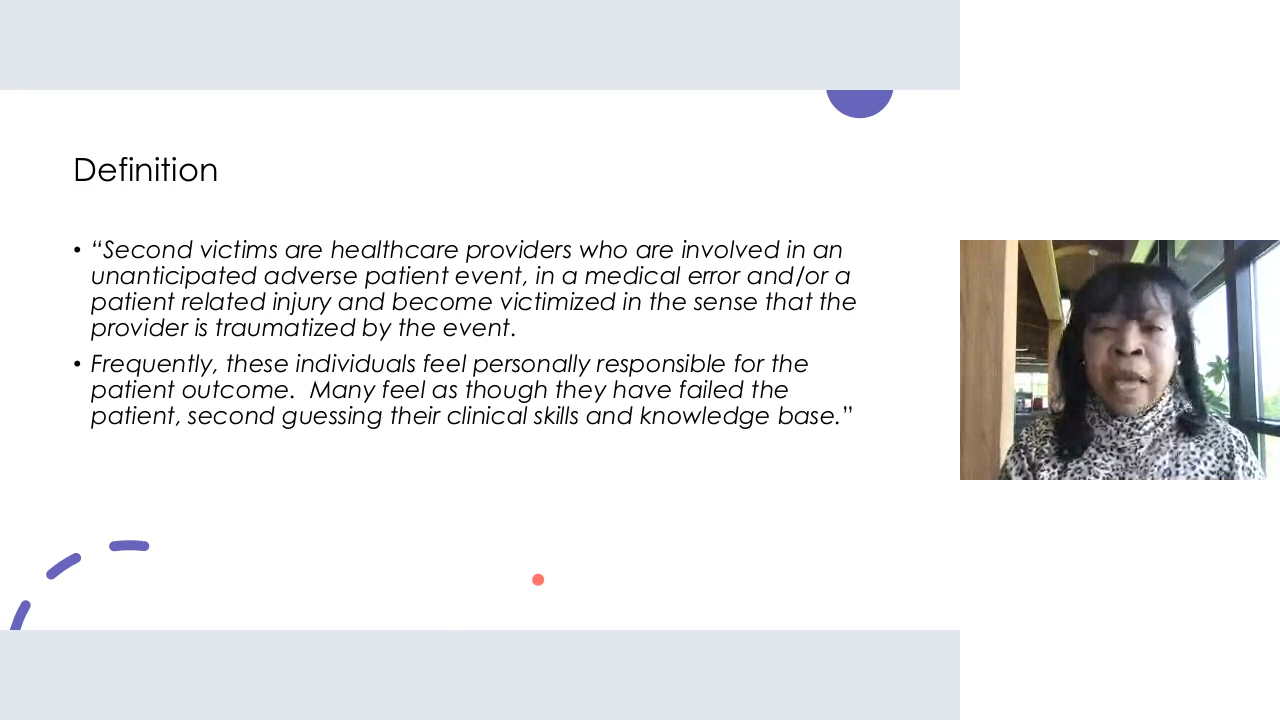 Definition
• “Second victims are healthcare providers who are involved in an
unanticipated adverse patient event, in a medical error and/or a
patient related injury and become victimized in the sense that the
provider is traumatized by the event.
• Frequently, these individuals feel personally responsible for the
patient outcome.  Many feel as though they have failed the
patient, second guessing their clinical skills and knowledge base.”